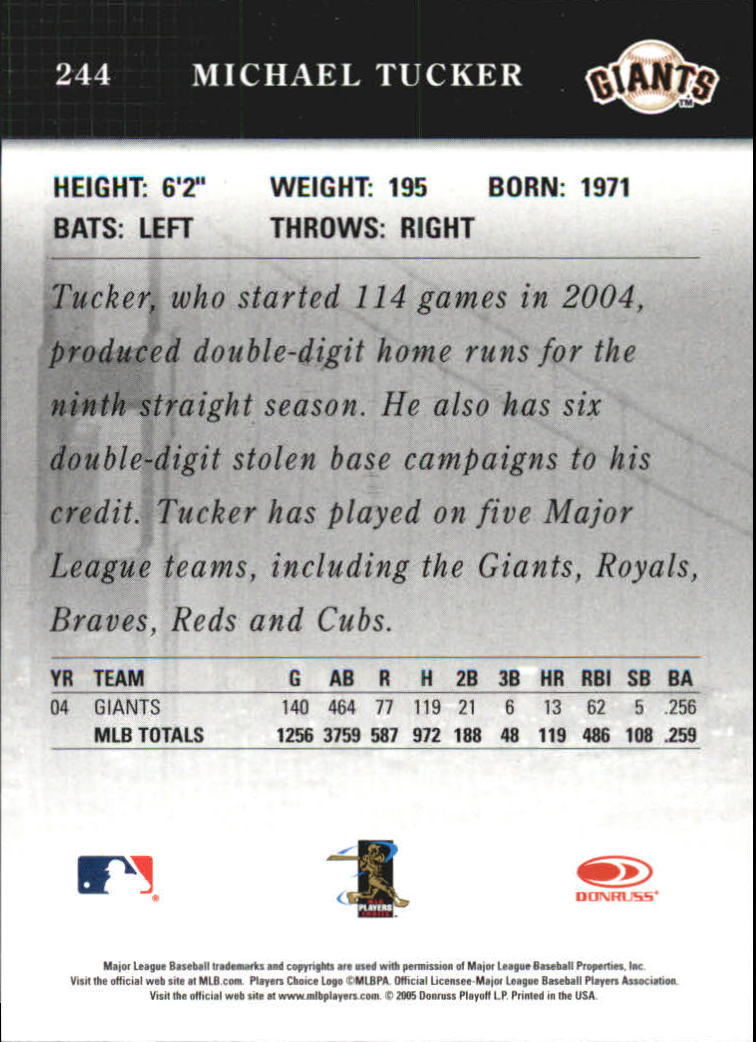 244 MICHAEL TUCKER GIANTS TM
HEIGHT: 6'2" WEIGHT: 195 BORN: 1971
BATS: LEFT THROWS: RIGHT
Tucker, who started 114 games in 2004,
produced double-digit home runs for the
ninth straight season. He also has six
double-digit stolen base campaigns to his
credit. Tucker has played on five Major
League teams, including the Giants, Royals,
Braves, Reds and Cubs.
YR TEAM G AB R H 2B 3B HR RBI SB BA
04 GIANTS 140 464 77 119 21 6 13 62 5 .256
MLB TOTALS 1256 3759 587 972 188 48 119 486 108 .259
MLB
PLAYERS
CHOICE
DONRUSS®
Major League Baseball trademarks and copyrights are used with permission of Major League Baseball Properties, Inc.
Visit the official web site at MLB.com. Players Choice Logo ©MLBPA. Official Licensee-Major League Baseball Players Association.
Visit the official web site at www.mlbplayers.com. © 2005 Donruss Playoff L.P. Printed in the USA.